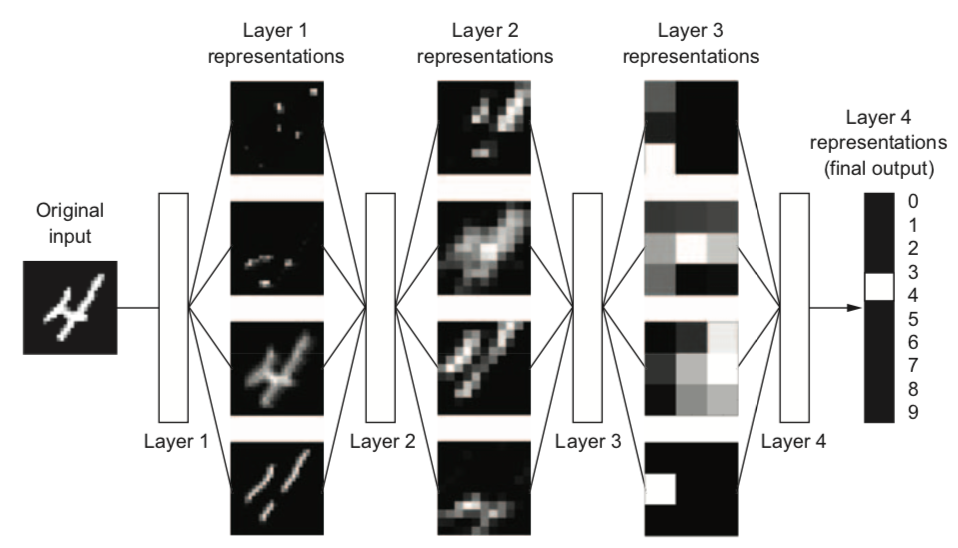 Layer 1
representations
Layer 2
representations
Layer 3
representations
Layer 4
representations
(final output)
Original
input
0
1
2
3
4
5
6
7
8
9
Layer 1
Layer 2
Layer 3
Layer 4